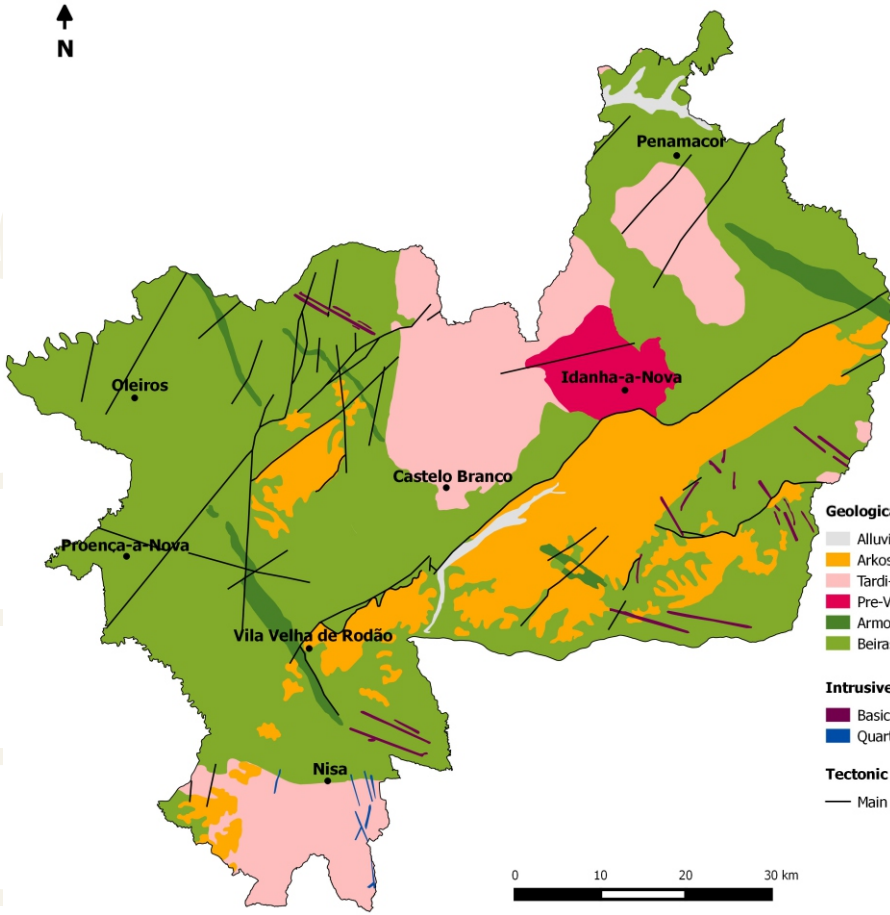 N
Penamacor
Oleiros
Idanha-a-Nova
Castelo Branco
Proença-a-Nova
Vila Velha de Rodão
Nisa
Geologica
Alluvi
Arkos
Tardi-
Pre-V
Armo
Beira
Intrusive
Basic
Quart
Tectonic
Main
0 10 20 30 km